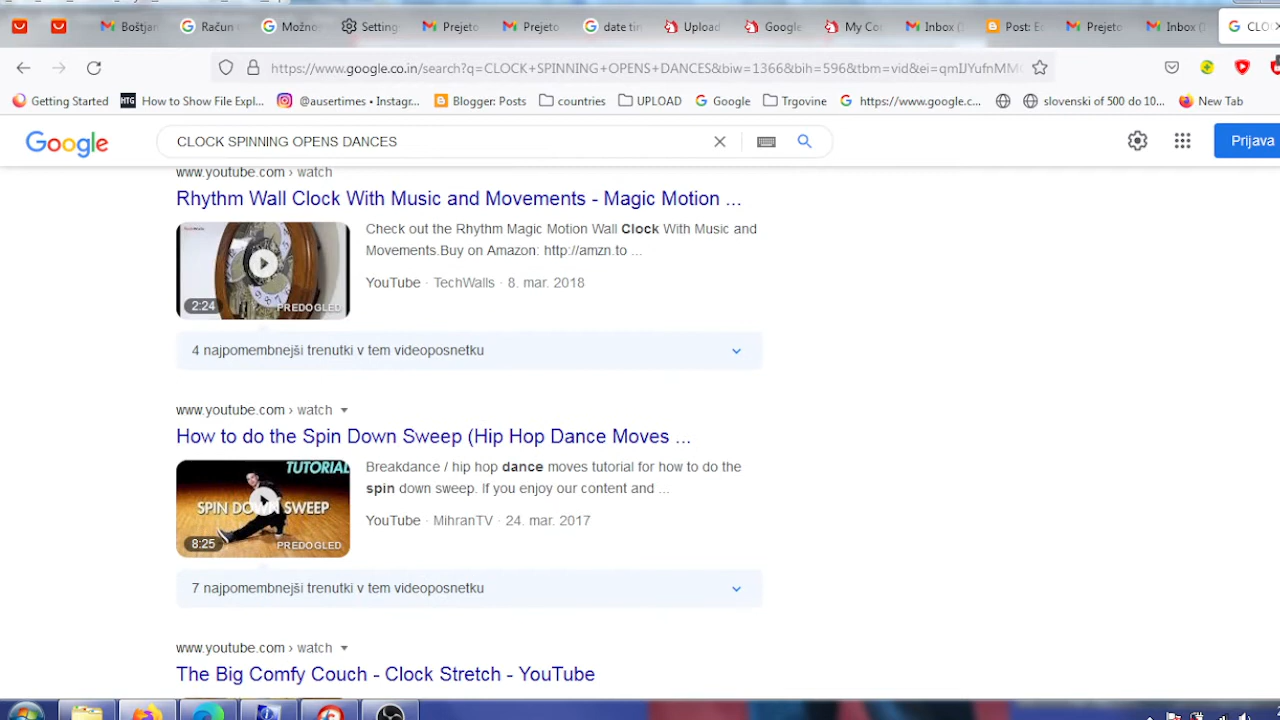 Boštjan
Račun
Možno
Setting
Prejeto
Prejeto
date tin
Upload
Google
My Co
Inbox (
Post: Ed
Prejeto
Inbox (
CLO
https://www.google.co.in/search?q=CLOCK+SPINNING+OPENS+DANCES&biw=1366&bih=596&tbm=vid&ei=qmIJYufnMM
Getting Started
HTG
How to Show File Expl...
@ausertimes • Instag...
Blogger: Posts
countries
UPLOAD
Google
Trgovine
https://www.google.c...
slovenski of 500 do 10...
New Tab
Google
CLOCK SPINNING OPENS DANCES
Prijava
www.youtube.com › watch
Rhythm Wall Clock With Music and Movements - Magic Motion ...
Check out the Rhythm Magic Motion Wall Clock With Music and
Movements.Buy on Amazon: http://amzn.to ...
2:24
PREDOGLED
YouTube · TechWalls · 8. mar. 2018
4 najpomembnejši trenutki v tem videoposnetku
www.youtube.com › watch
How to do the Spin Down Sweep (Hip Hop Dance Moves ...
TUTORIAL
SPIN DOWN SWEEP
8:25
PREDOGLED
Breakdance / hip hop dance moves tutorial for how to do the
spin down sweep. If you enjoy our content and ...
YouTube · MihranTV · 24. mar. 2017
7 najpomembnejši trenutki v tem videoposnetku
www.youtube.com › watch
The Big Comfy Couch - Clock Stretch - YouTube